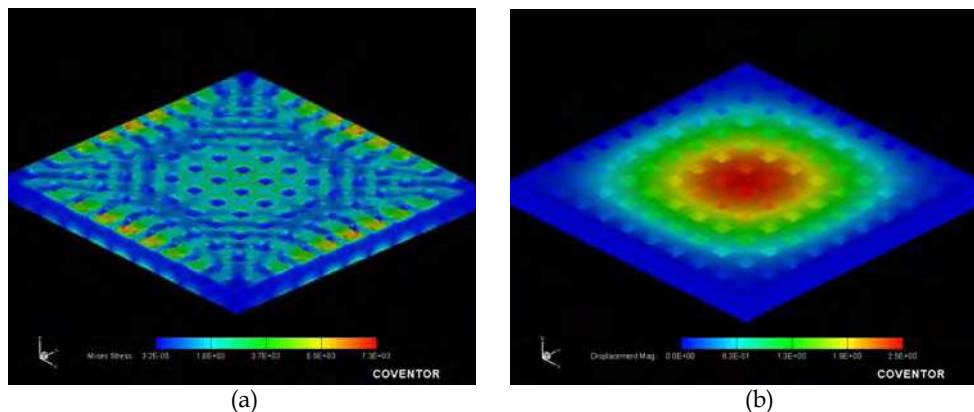 Mises Stress: 3.2E-05 1.8E+03 3.7E+03 5.5E+03 7.3E+03
COVENTOR
Displacement Mag.: 0.0E+00 6.3E-01 1.3E+00 1.9E+00 2.5E+00
COVENTOR
(a)
(b)